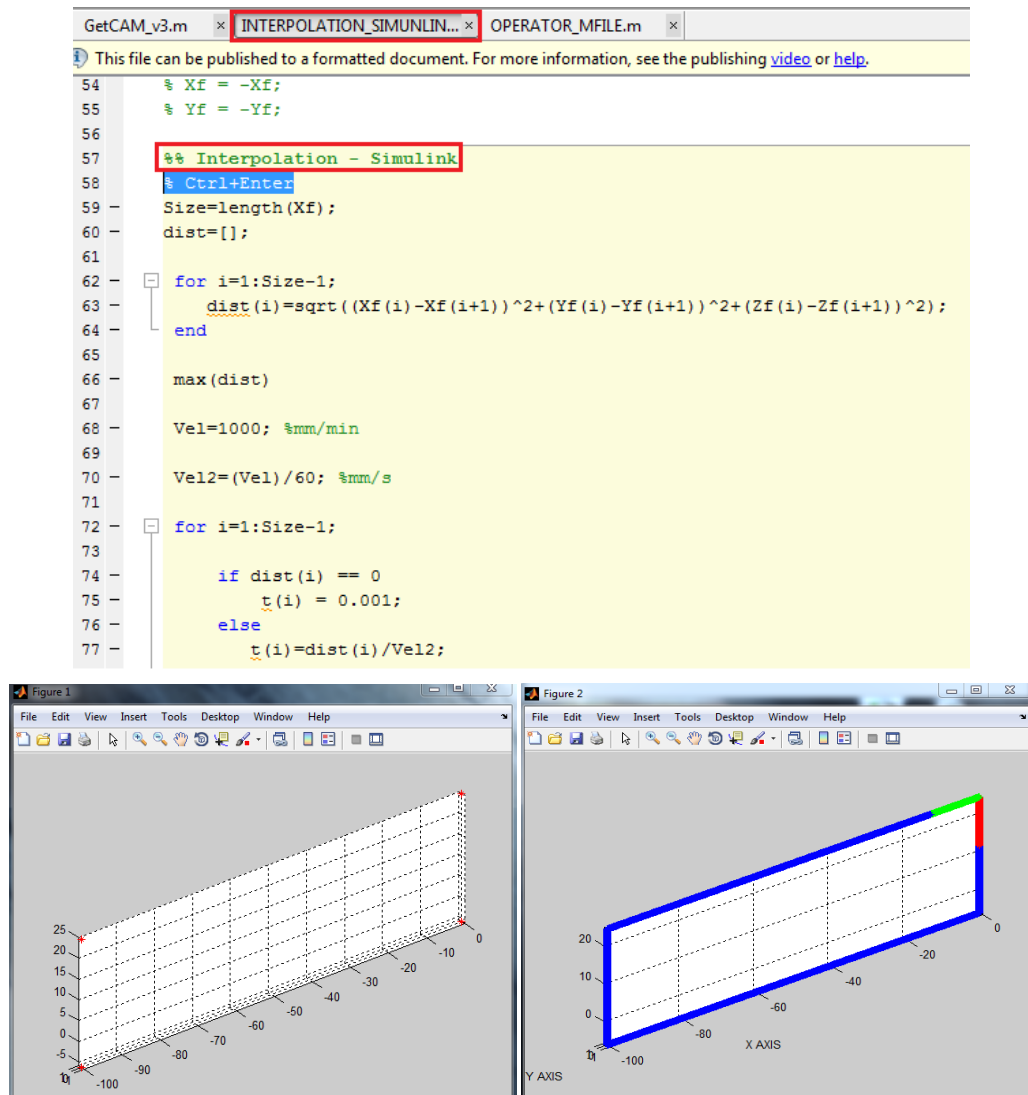 GetCAM_v3.m × INTERPOLATION_SIMUNLIN... × OPERATOR_MFILE.m ×
This file can be published to a formatted document. For more information, see the publishing video or help.
54 % Xf = -Xf;
55 % Yf = -Yf;
56
57 %% Interpolation - Simulink
58 % Ctrl+Enter
59 – Size=length(Xf);
60 – dist=[];
61
62 – for i=1:Size-1;
63 – dist(i)=sqrt((Xf(i)-Xf(i+1))^2+(Yf(i)-Yf(i+1))^2+(Zf(i)-Zf(i+1))^2);
64 – end
65
66 – max(dist)
67
68 – Vel=1000; %mm/min
69
70 – Vel2=(Vel)/60; %mm/s
71
72 – for i=1:Size-1;
73
74 – if dist(i) == 0
75 – t(i) = 0.001;
76 – else
77 – t(i)=dist(i)/Vel2;
Figure 1
File Edit View Insert Tools Desktop Window Help
25
20
15
10
5
0
-5
-100
-90
-80
-70
-60
-50
-40
-30
-20
-10
0
Figure 2
File Edit View Insert Tools Desktop Window Help
20
10
0
Y AXIS
-100
-80
X AXIS
-60
-40
-20
0